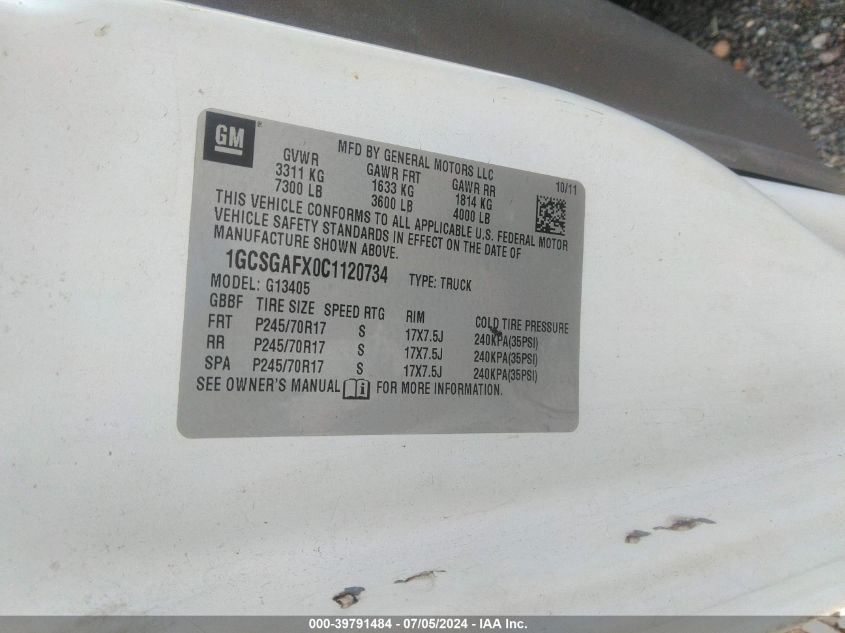 GM®
MFD BY GENERAL MOTORS LLC
10/11
GVWR GAWR FRT GAWR RR
3311 KG 1633 KG 1814 KG
7300 LB 3600 LB 4000 LB
THIS VEHICLE CONFORMS TO ALL APPLICABLE U.S. FEDERAL MOTOR
VEHICLE SAFETY STANDARDS IN EFFECT ON THE DATE OF
MANUFACTURE SHOWN ABOVE.
1GCSGAFX0C1120734 TYPE: TRUCK
MODEL: G13405
GBBF TIRE SIZE SPEED RTG RIM COLD TIRE PRESSURE
FRT P245/70R17 S 17X7.5J 240KPA(35PSI)
RR P245/70R17 S 17X7.5J 240KPA(35PSI)
SPA P245/70R17 S 17X7.5J 240KPA(35PSI)
SEE OWNER'S MANUAL i FOR MORE INFORMATION.
000-39791484 - 07/05/2024 - IAA Inc.